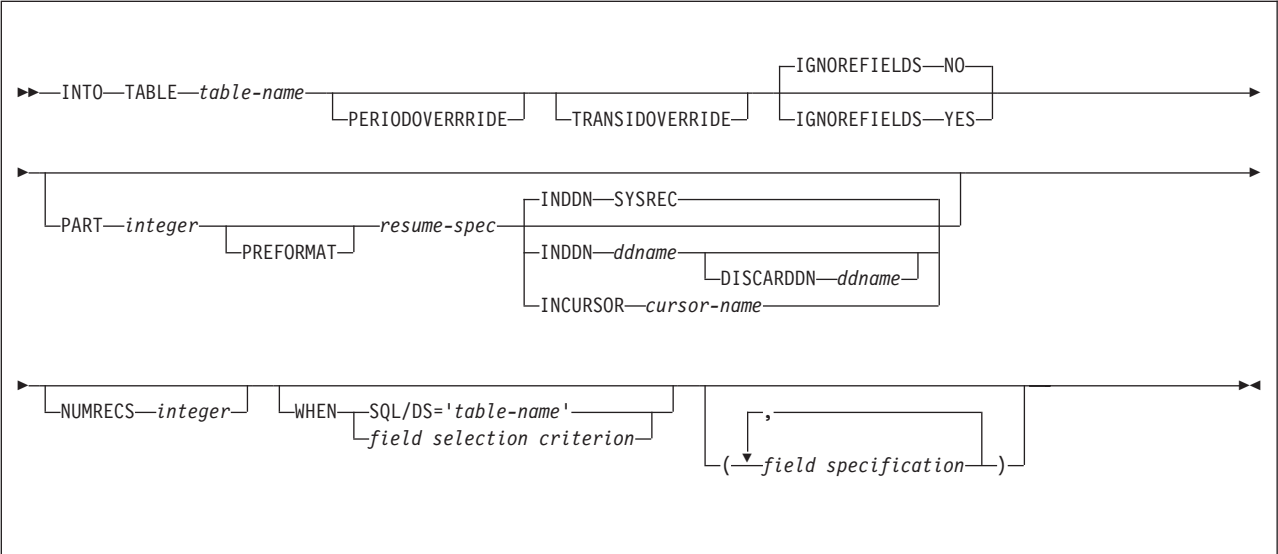 IGNOREFIELDS NO
INTO TABLE table-name
PERIODOVERRRIDE TRANSIDOVERRIDE IGNOREFIELDS YES
INDDN SYSREC
PART integer resume-spec
PREFORMAT INDDN ddname
DISCARDDN ddname
INCURSOR cursor-name
NUMRECS integer WHEN SQL/DS='table-name' ,
field selection criterion
( field specification )